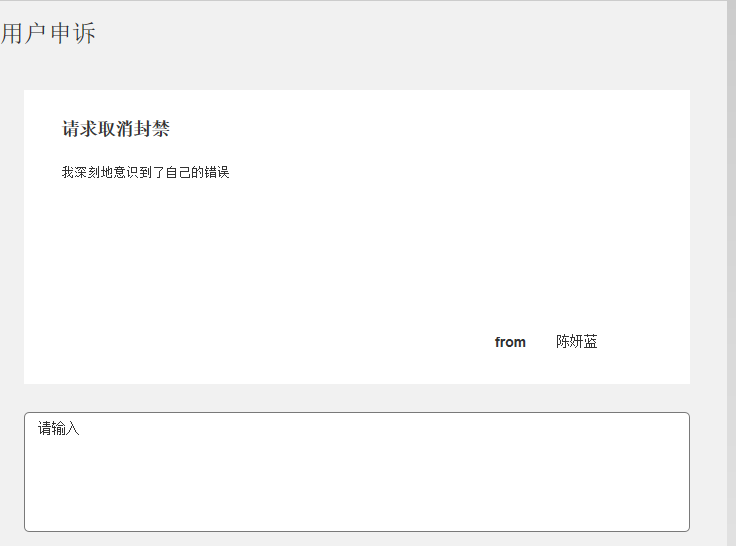 用户申诉
请求取消封禁
我深刻地意识到了自己的错误
from 陈妍蓝
请输入